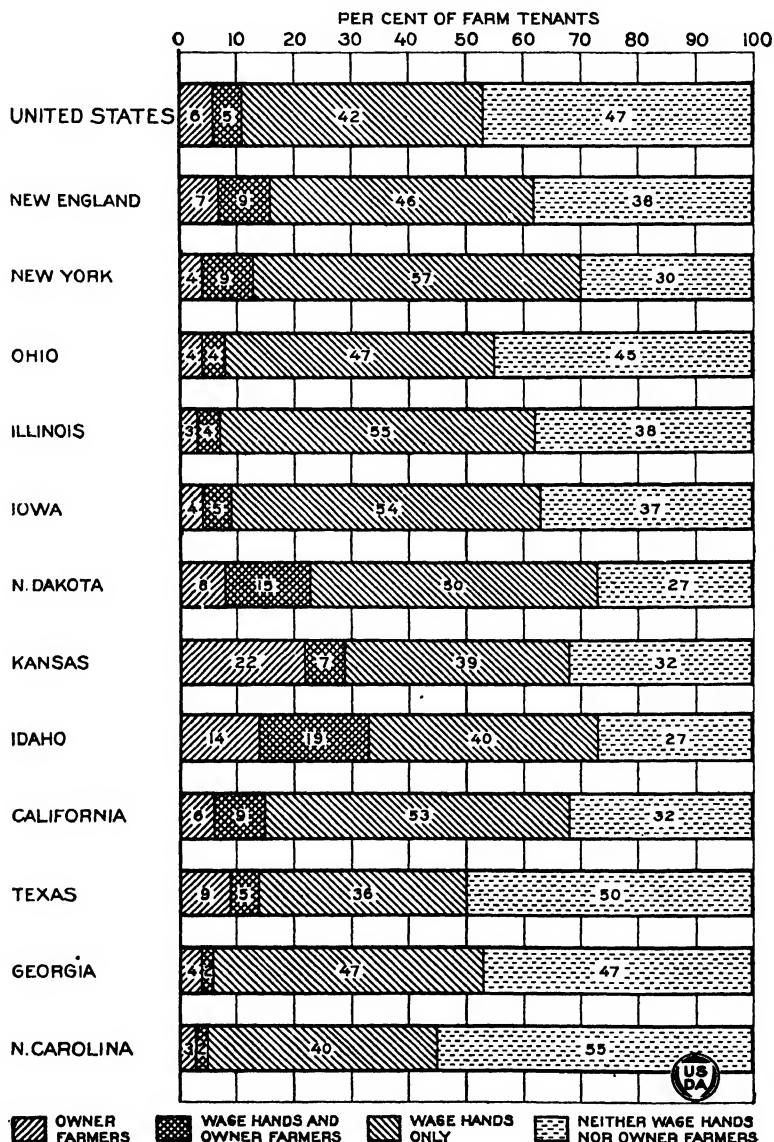 PER CENT OF FARM TENANTS
0 10 20 30 40 50 60 70 80 90 100
UNITED STATES 6 5 42 47
NEW ENGLAND 7 9 46 38
NEW YORK 4 9 57 30
OHIO 4 4 47 45
ILLINOIS 3 4 55 38
IOWA 4 5 54 37
N. DAKOTA 8 15 50 27
KANSAS 22 7 39 32
IDAHO 14 19 40 27
CALIFORNIA 6 9 53 32
TEXAS 9 5 36 50
GEORGIA 4 2 47 47
N. CAROLINA 3 2 40 55
US
DA
OWNER FARMERS
WAGE HANDS AND OWNER FARMERS
WAGE HANDS ONLY
NEITHER WAGE HANDS NOR OWNER FARMERS